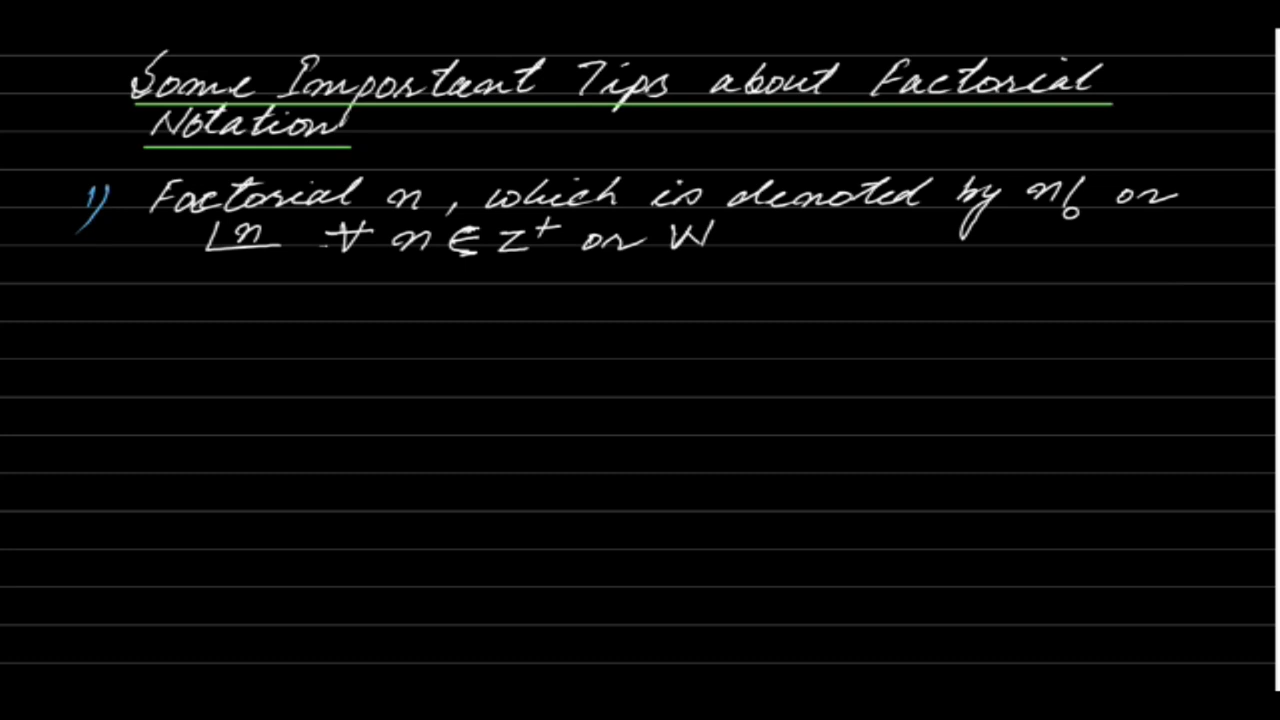 Some Important Tips about Factorial
Notation
1) Factorial n, which is denoted by n! or
|n̲ ∀ n ∈ Z⁺ or W